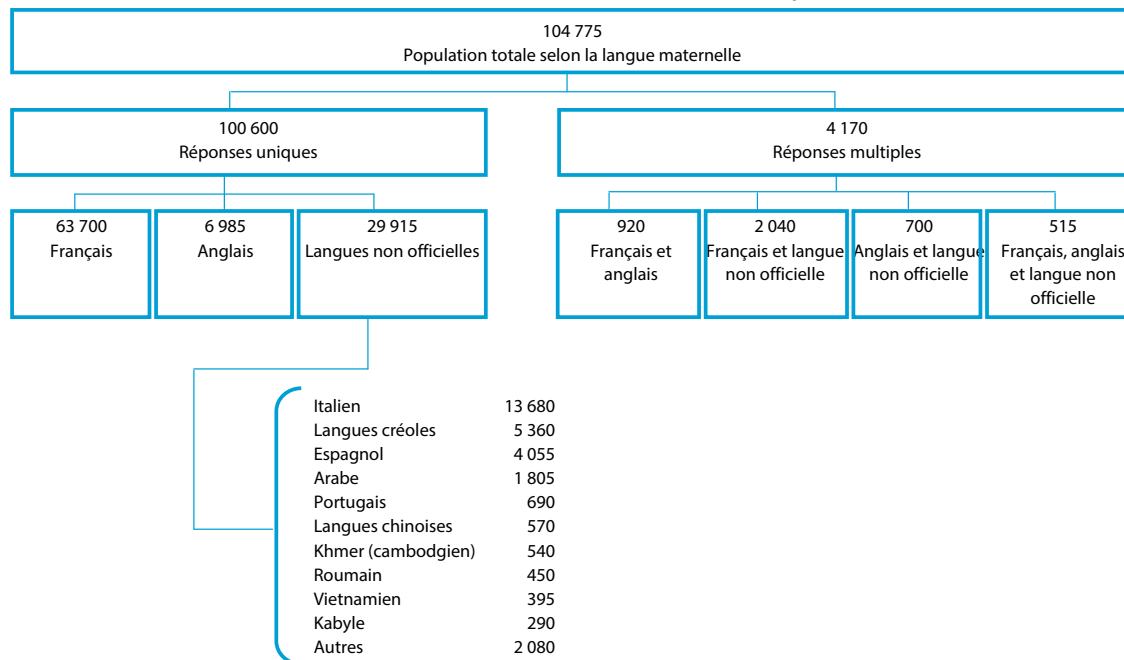 104 775
Population totale selon la langue maternelle
100 600
Réponses uniques
4 170
Réponses multiples
63 700
Français
6 985
Anglais
29 915
Langues non officielles
920
Français et
anglais
2 040
Français et langue
non officielle
700
Anglais et langue
non officielle
515
Français, anglais
et langue non
officielle
Italien 13 680
Langues créoles 5 360
Espagnol 4 055
Arabe 1 805
Portugais 690
Langues chinoises 570
Khmer (cambodgien) 540
Roumain 450
Vietnamien 395
Kabyle 290
Autres 2 080